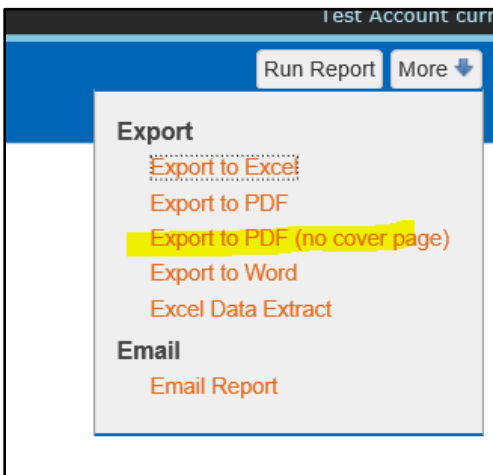 Test Account curr
Run Report More
Export
Export to Excel
Export to PDF
Export to PDF (no cover page)
Export to Word
Excel Data Extract
Email
Email Report